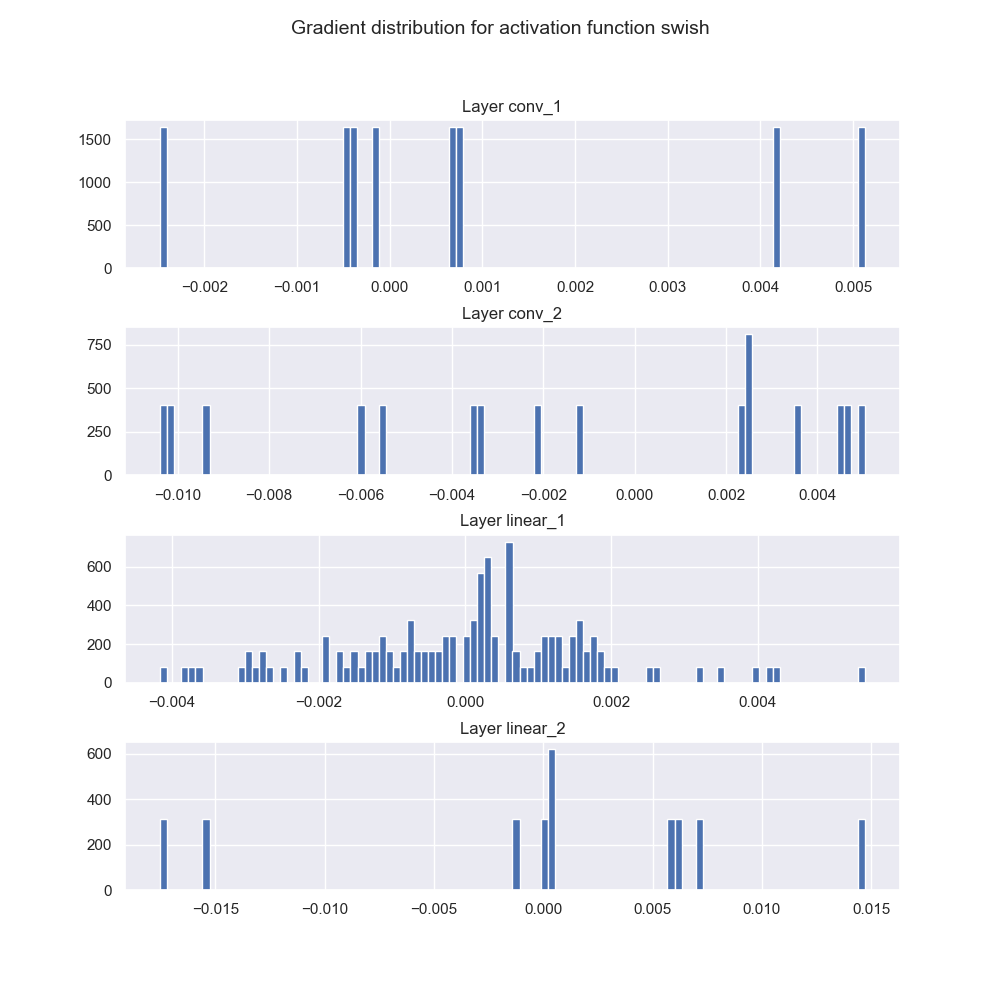 Gradient distribution for activation function swish
Layer conv_1
1500
1000
500
0
−0.002 −0.001 0.000 0.001 0.002 0.003 0.004 0.005
Layer conv_2
750
500
250
0
−0.010 −0.008 −0.006 −0.004 −0.002 0.000 0.002 0.004
Layer linear_1
600
400
200
0
−0.004 −0.002 0.000 0.002 0.004
Layer linear_2
600
400
200
0
−0.015 −0.010 −0.005 0.000 0.005 0.010 0.015